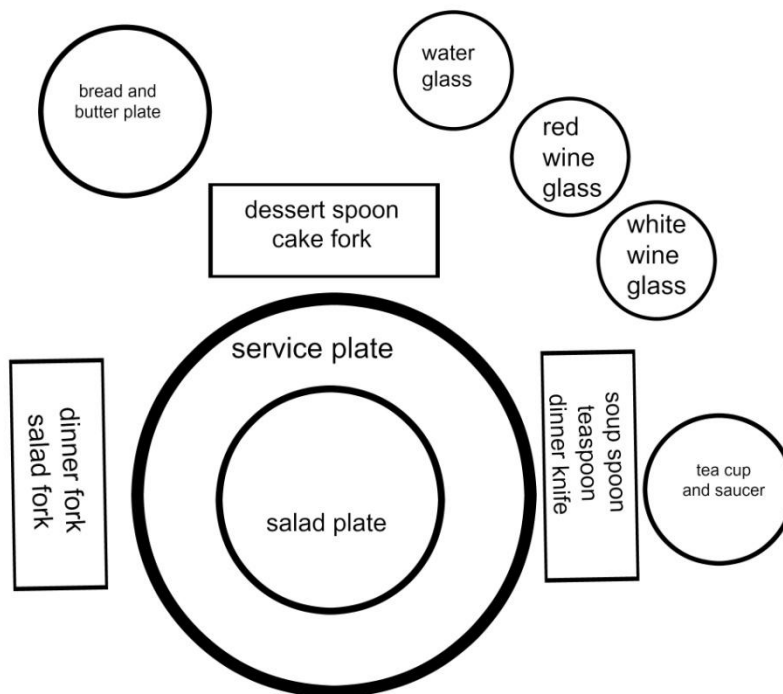 bread and
butter plate
water
glass
red
wine
glass
white
wine
glass
dessert spoon
cake fork
service plate
salad plate
dinner fork
salad fork
soup spoon
teaspoon
dinner knife
tea cup
and saucer